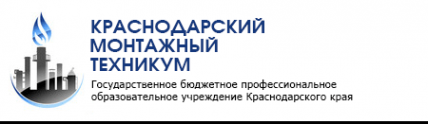 КРАСНОДАРСКИЙ
МОНТАЖНЫЙ
ТЕХНИКУМ
Государственное бюджетное профессиональное
образовательное учреждение Краснодарского края